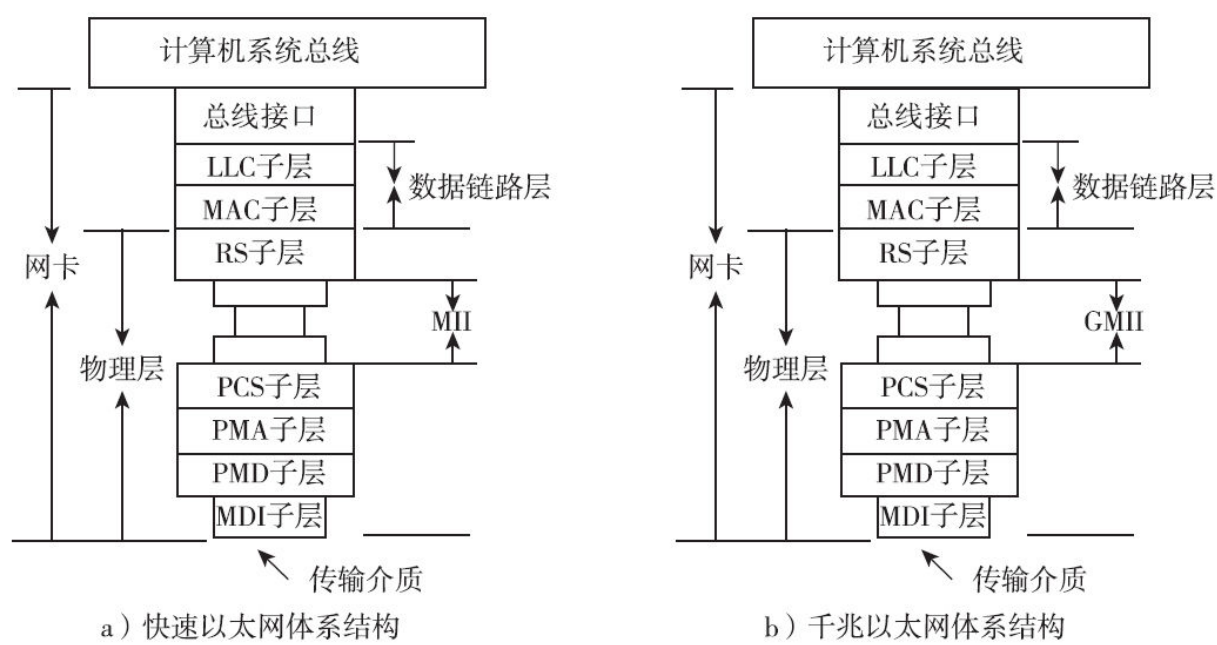 计算机系统总线
总线接口
LLC子层
数据链路层
MAC子层
RS子层
网卡
MII
物理层
PCS子层
PMA子层
PMD子层
MDI子层
传输介质
a）快速以太网体系结构
计算机系统总线
总线接口
LLC子层
数据链路层
MAC子层
RS子层
网卡
GMII
物理层
PCS子层
PMA子层
PMD子层
MDI子层
传输介质
b）千兆以太网体系结构